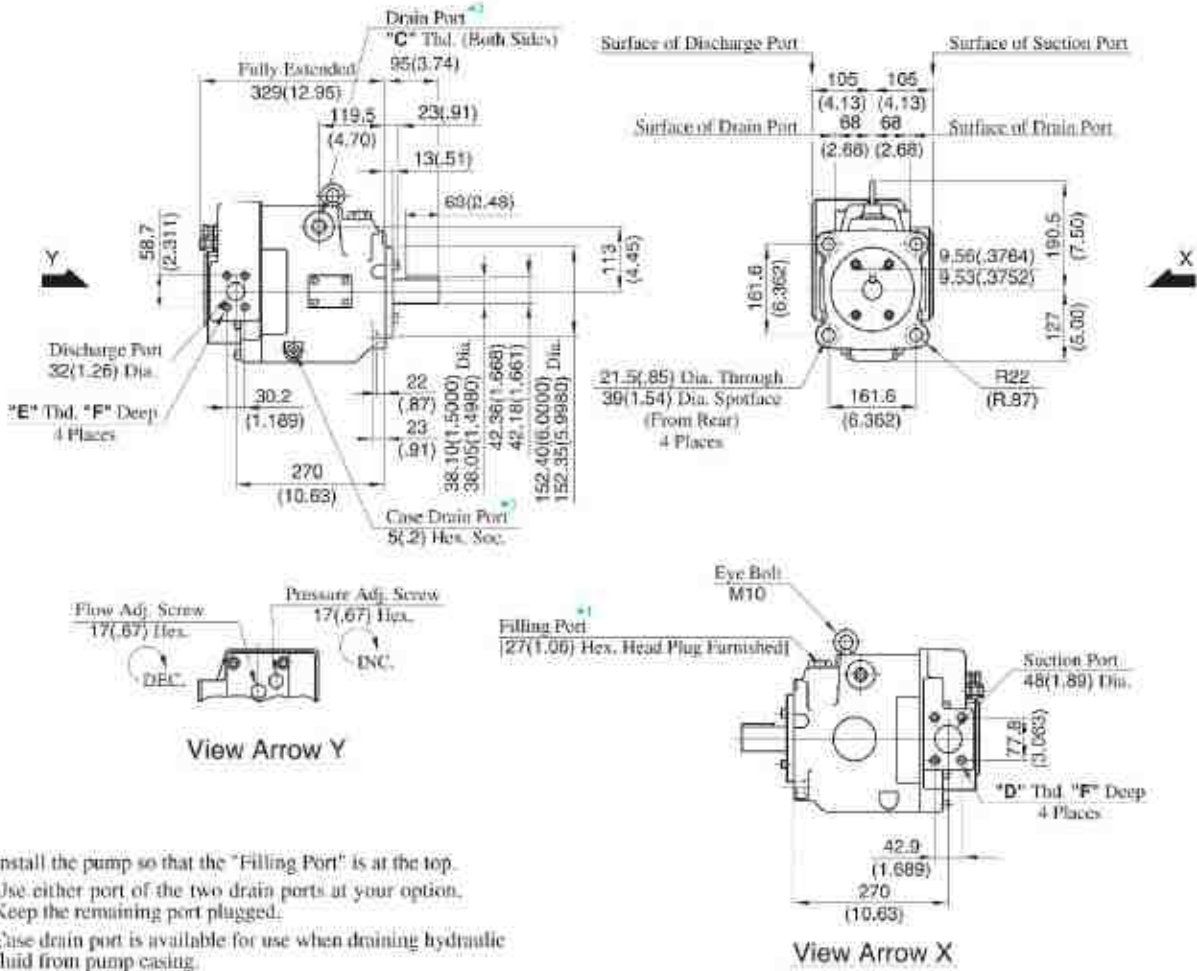 Drain Port *2
"C" Thd. (Both Sides)
95(3.74)
Fully Extended
329(12.95)
119.5
(4.70)
23(.91)
13(.51)
63(2.48)
58.7
(2.311)
Y
113
(4.45)
Discharge Port
32(1.26) Dia.
"E" Thd. "F" Deep
4 Places
30.2
(1.189)
22
(.87)
23
(.91)
270
(10.63)
38.10(1.5000) Dia.
38.05(1.4980)
42.36(1.668)
42.18(1.661)
152.40(6.0000) Dia.
152.35(5.9980)
Case Drain Port
5(.2) Hex. Soc.
Surface of Discharge Port
Surface of Suction Port
105 105
(4.13) (4.13)
Surface of Drain Port
68 68
Surface of Drain Port
(2.68) (2.68)
190.5
(7.50)
X
161.6
(6.362)
9.56(.3764)
9.53(.3752)
127
(5.00)
21.5(.85) Dia. Through
39(1.54) Dia. Spotface
(From Rear)
4 Places
161.6
(6.362)
R22
(R.87)
Flow Adj. Screw
17(.67) Hex.
DEC.
Pressure Adj. Screw
17(.67) Hex.
INC.
View Arrow Y
Eye Bolt
M10
Filling Port *1
[27(1.06) Hex. Head Plug Furnished]
Suction Port
48(1.89) Dia.
77.8
(3.063)
"D" Thd. "F" Deep
4 Places
42.9
(1.689)
270
(10.63)
View Arrow X
nstall the pump so that the "Filling Port" is at the top.
Use either port of the two drain ports at your option.
Keep the remaining port plugged.
Case drain port is available for use when draining hydraulic
luid from pump casing.